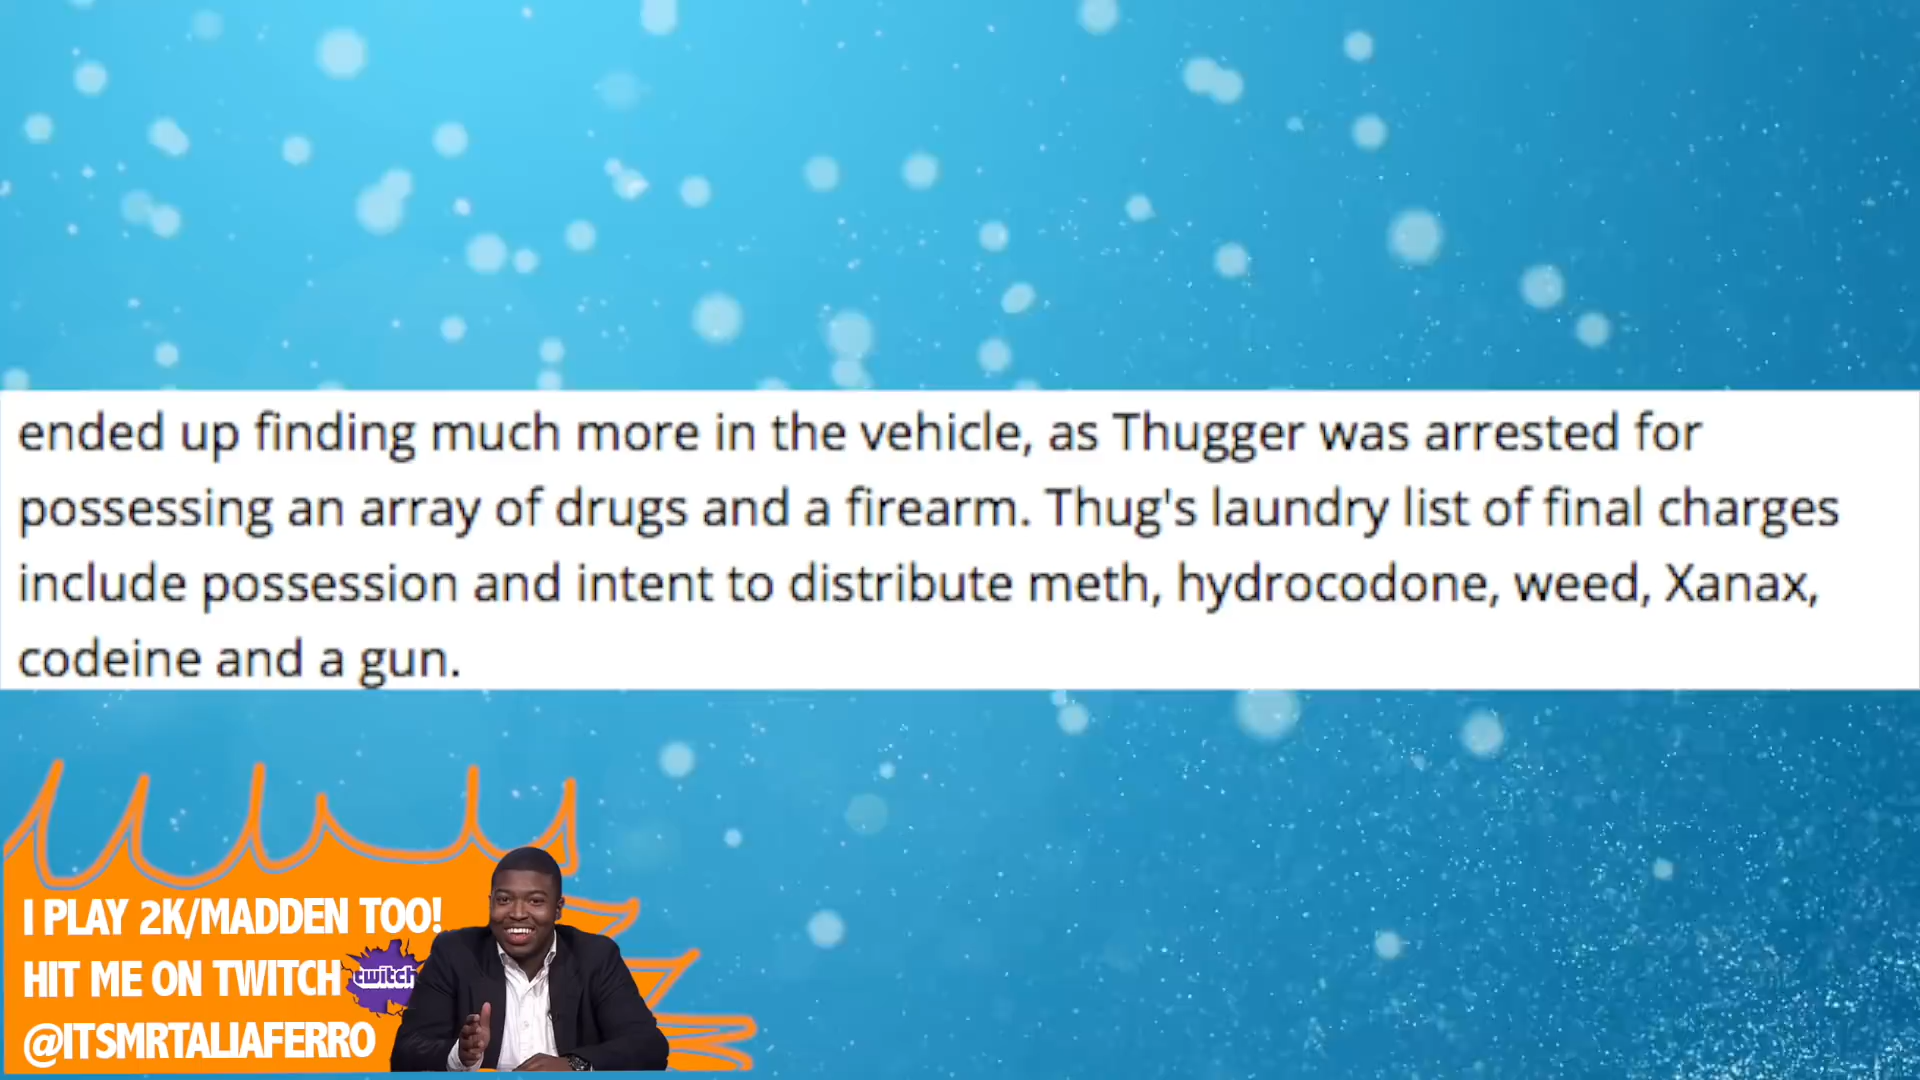 ended up finding much more in the vehicle, as Thugger was arrested for
possessing an array of drugs and a firearm. Thug's laundry list of final charges
include possession and intent to distribute meth, hydrocodone, weed, Xanax,
codeine and a gun.
I PLAY 2K/MADDEN TOO!
HIT ME ON TWITCH twitch
@ITSMRTALIAFERRO